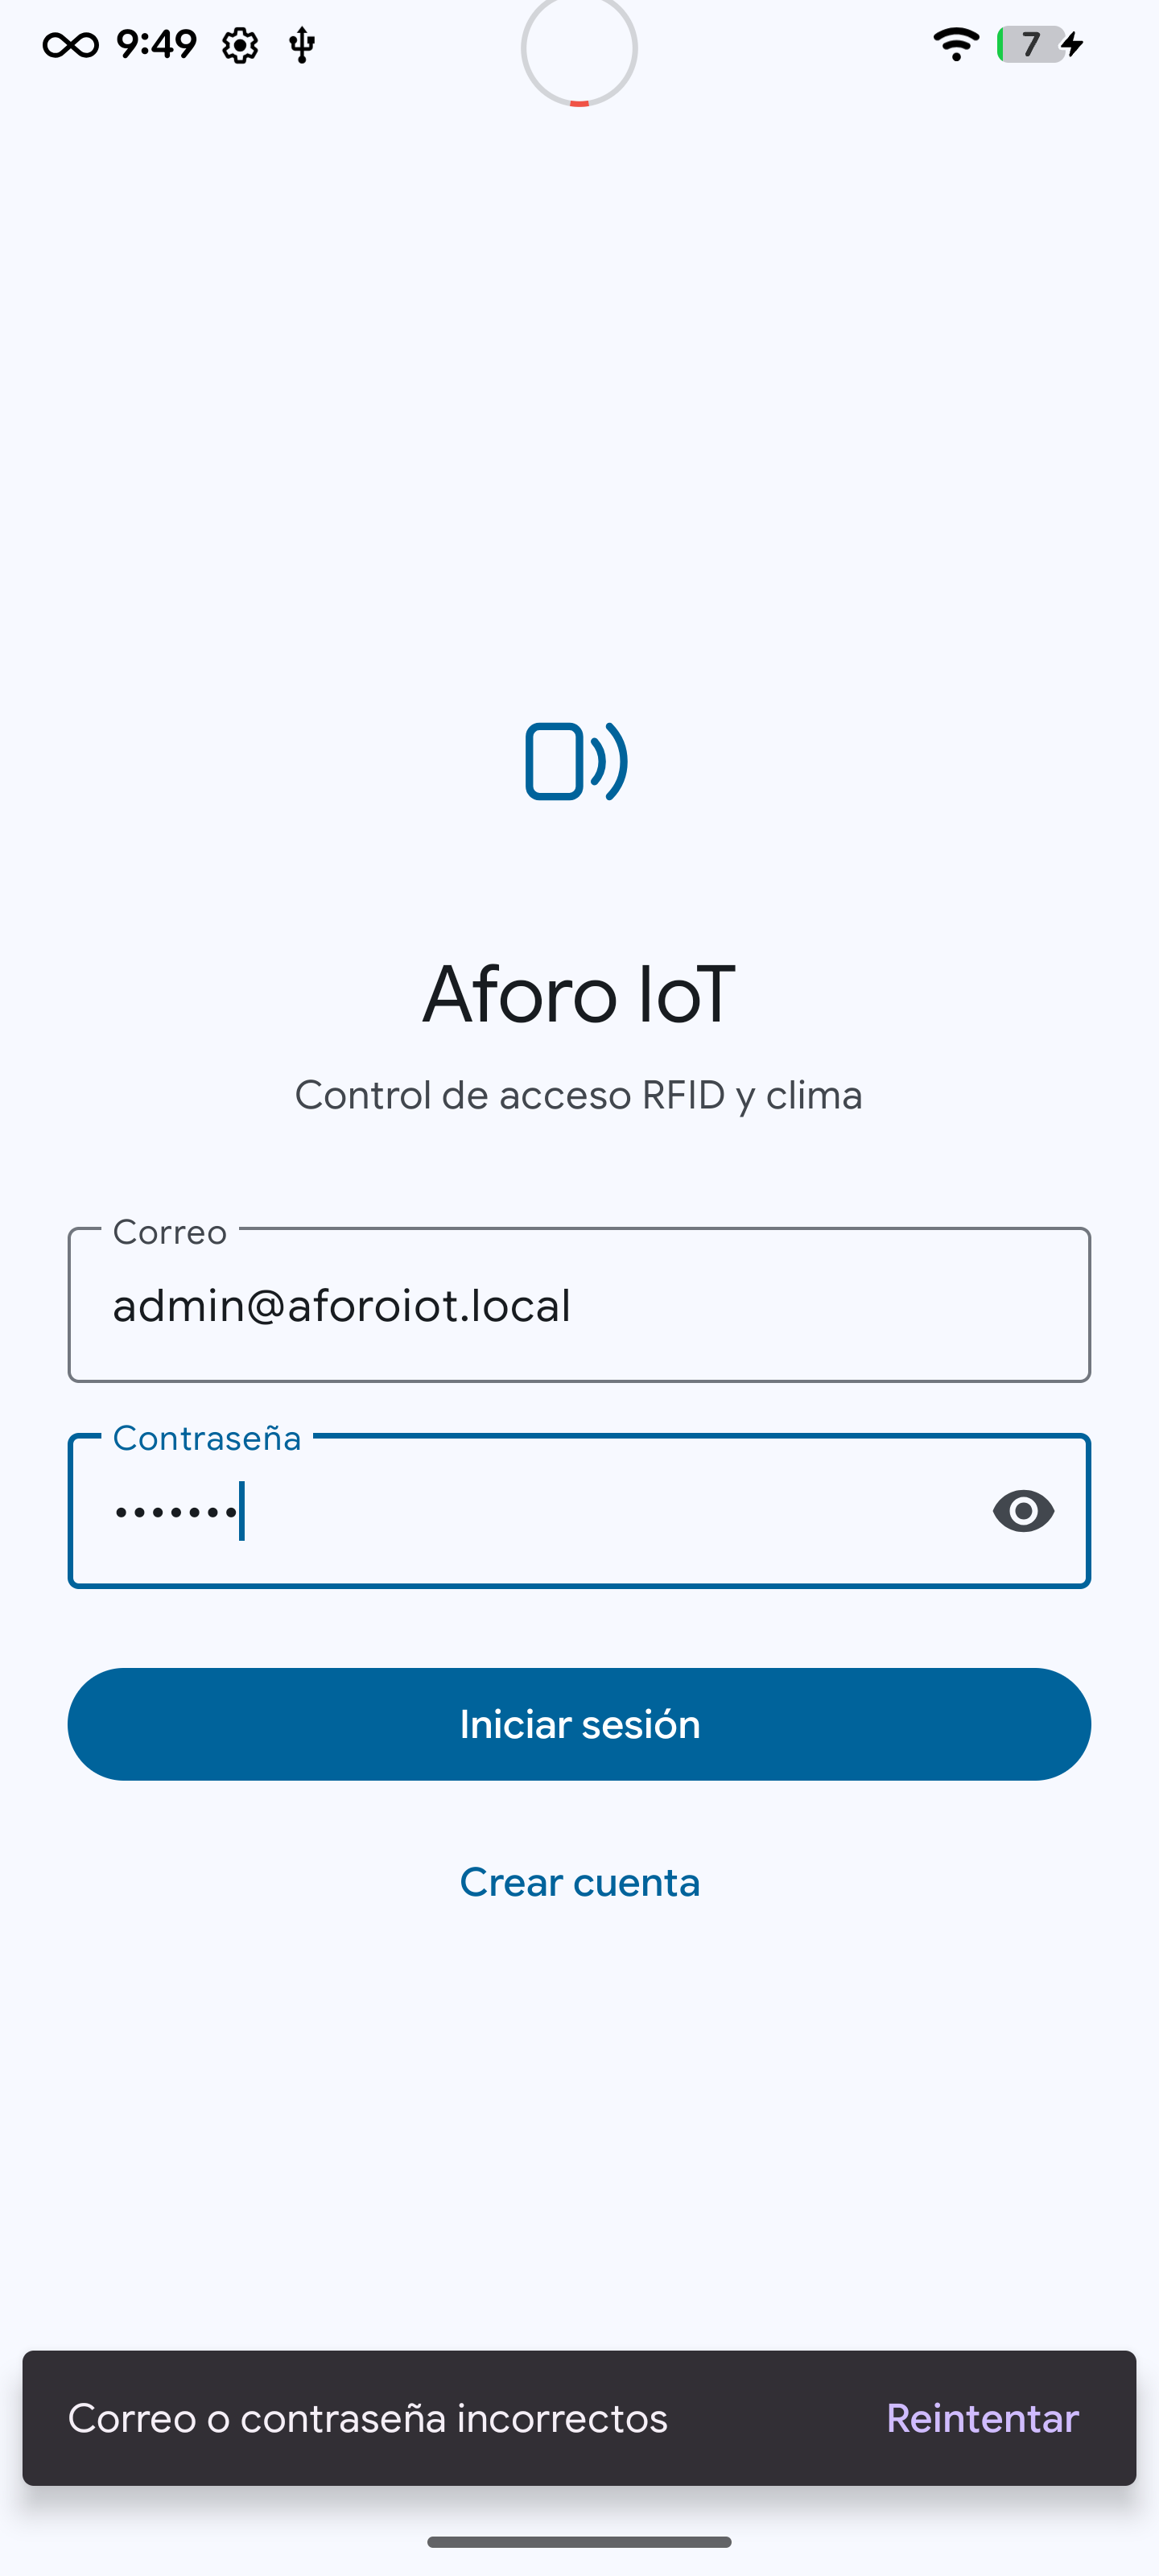 9:49
7
Aforo IoT
Control de acceso RFID y clima
Correo
admin@aforoiot.local
Contraseña
•••••••
Iniciar sesión
Crear cuenta
Correo o contraseña incorrectos Reintentar